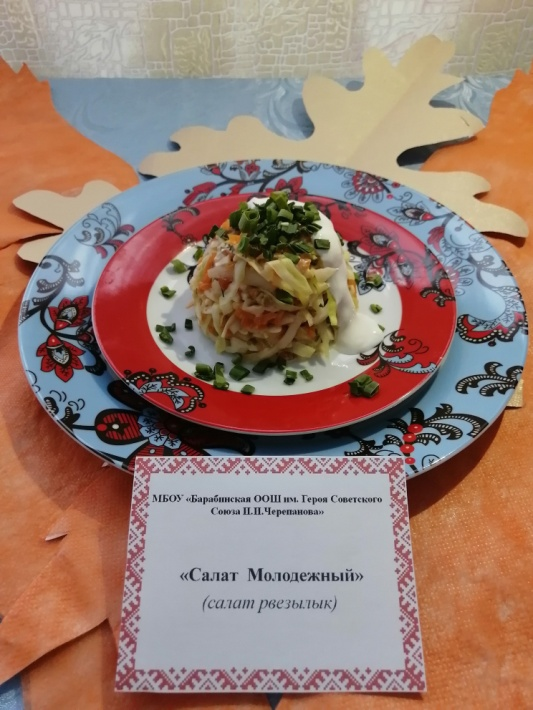 МБОУ «Барабинская ООШ им. Героя Советского
Союза Н.П.Черепанова»
«Салат Молодежный»
(салат рвезылык)